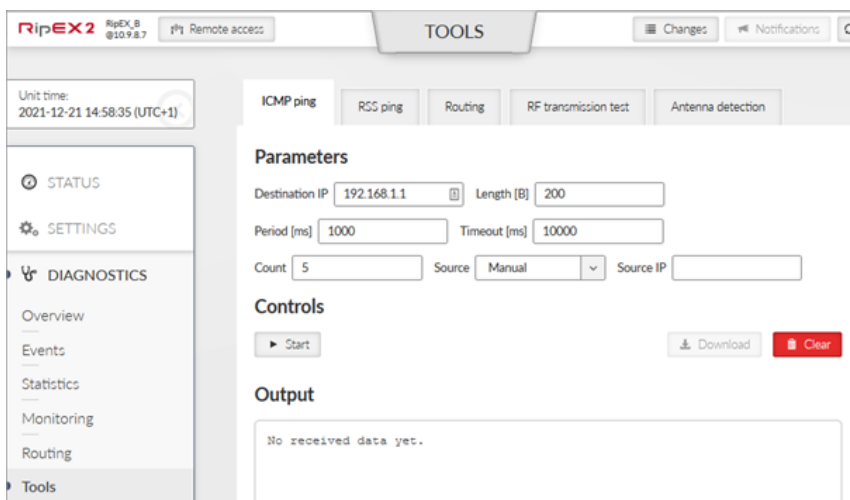 RipEX2 RipEX_B @10.9.8.7 Remote access TOOLS Changes Notifications
Unit time:
2021-12-21 14:58:35 (UTC+1)
STATUS
SETTINGS
DIAGNOSTICS
Overview
Events
Statistics
Monitoring
Routing
Tools
ICMP ping RSS ping Routing RF transmission test Antenna detection
Parameters
Destination IP 192.168.1.1 Length [B] 200
Period [ms] 1000 Timeout [ms] 10000
Count 5 Source Manual Source IP
Controls
Start Download Clear
Output
No received data yet.